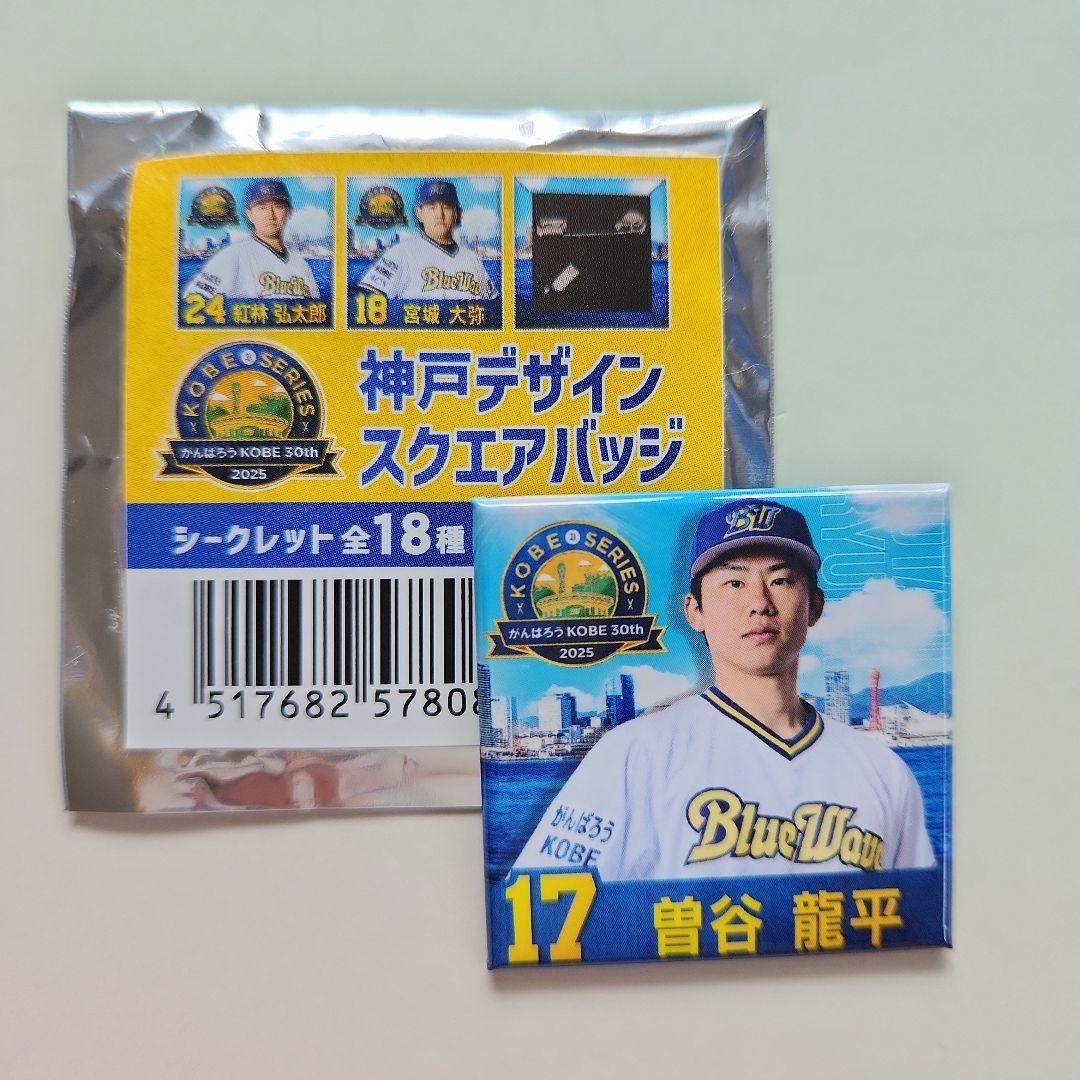 24 紅林 弘太郎
18 宮城 大弥
KOBE SERIES
がんばろう KOBE 30th
2025
神戸デザイン
スクエアバッジ
シークレット 全18種
4 517682 57808
KOBE SERIES
がんばろう KOBE 30th
2025
BW
RYU
BlueWave
がんばろう
KOBE
17 曽谷 龍平